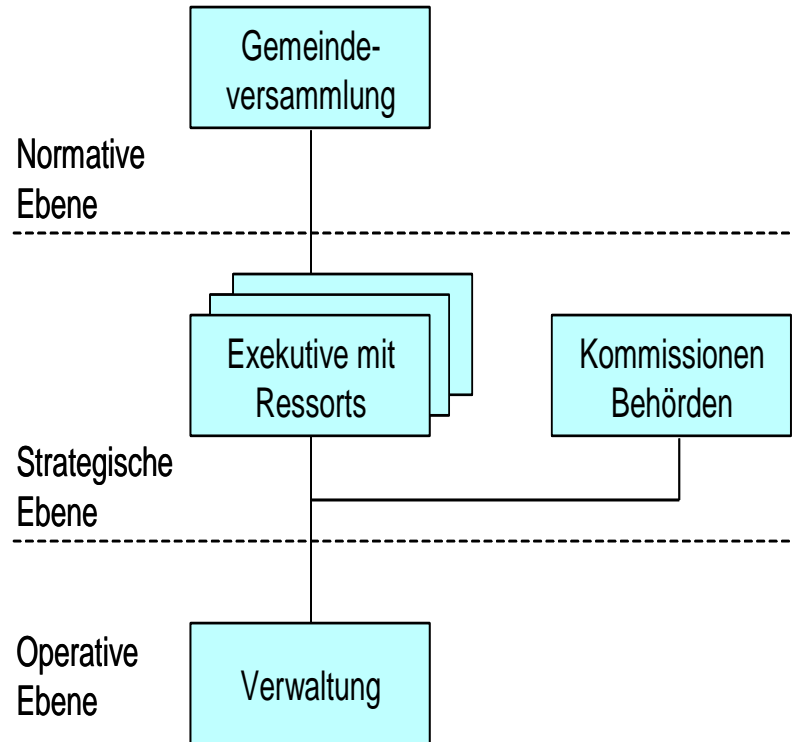 Gemeinde-
versammlung
Normative
Ebene
Exekutive mit
Ressorts
Kommissionen
Behörden
Strategische
Ebene
Operative
Ebene
Verwaltung